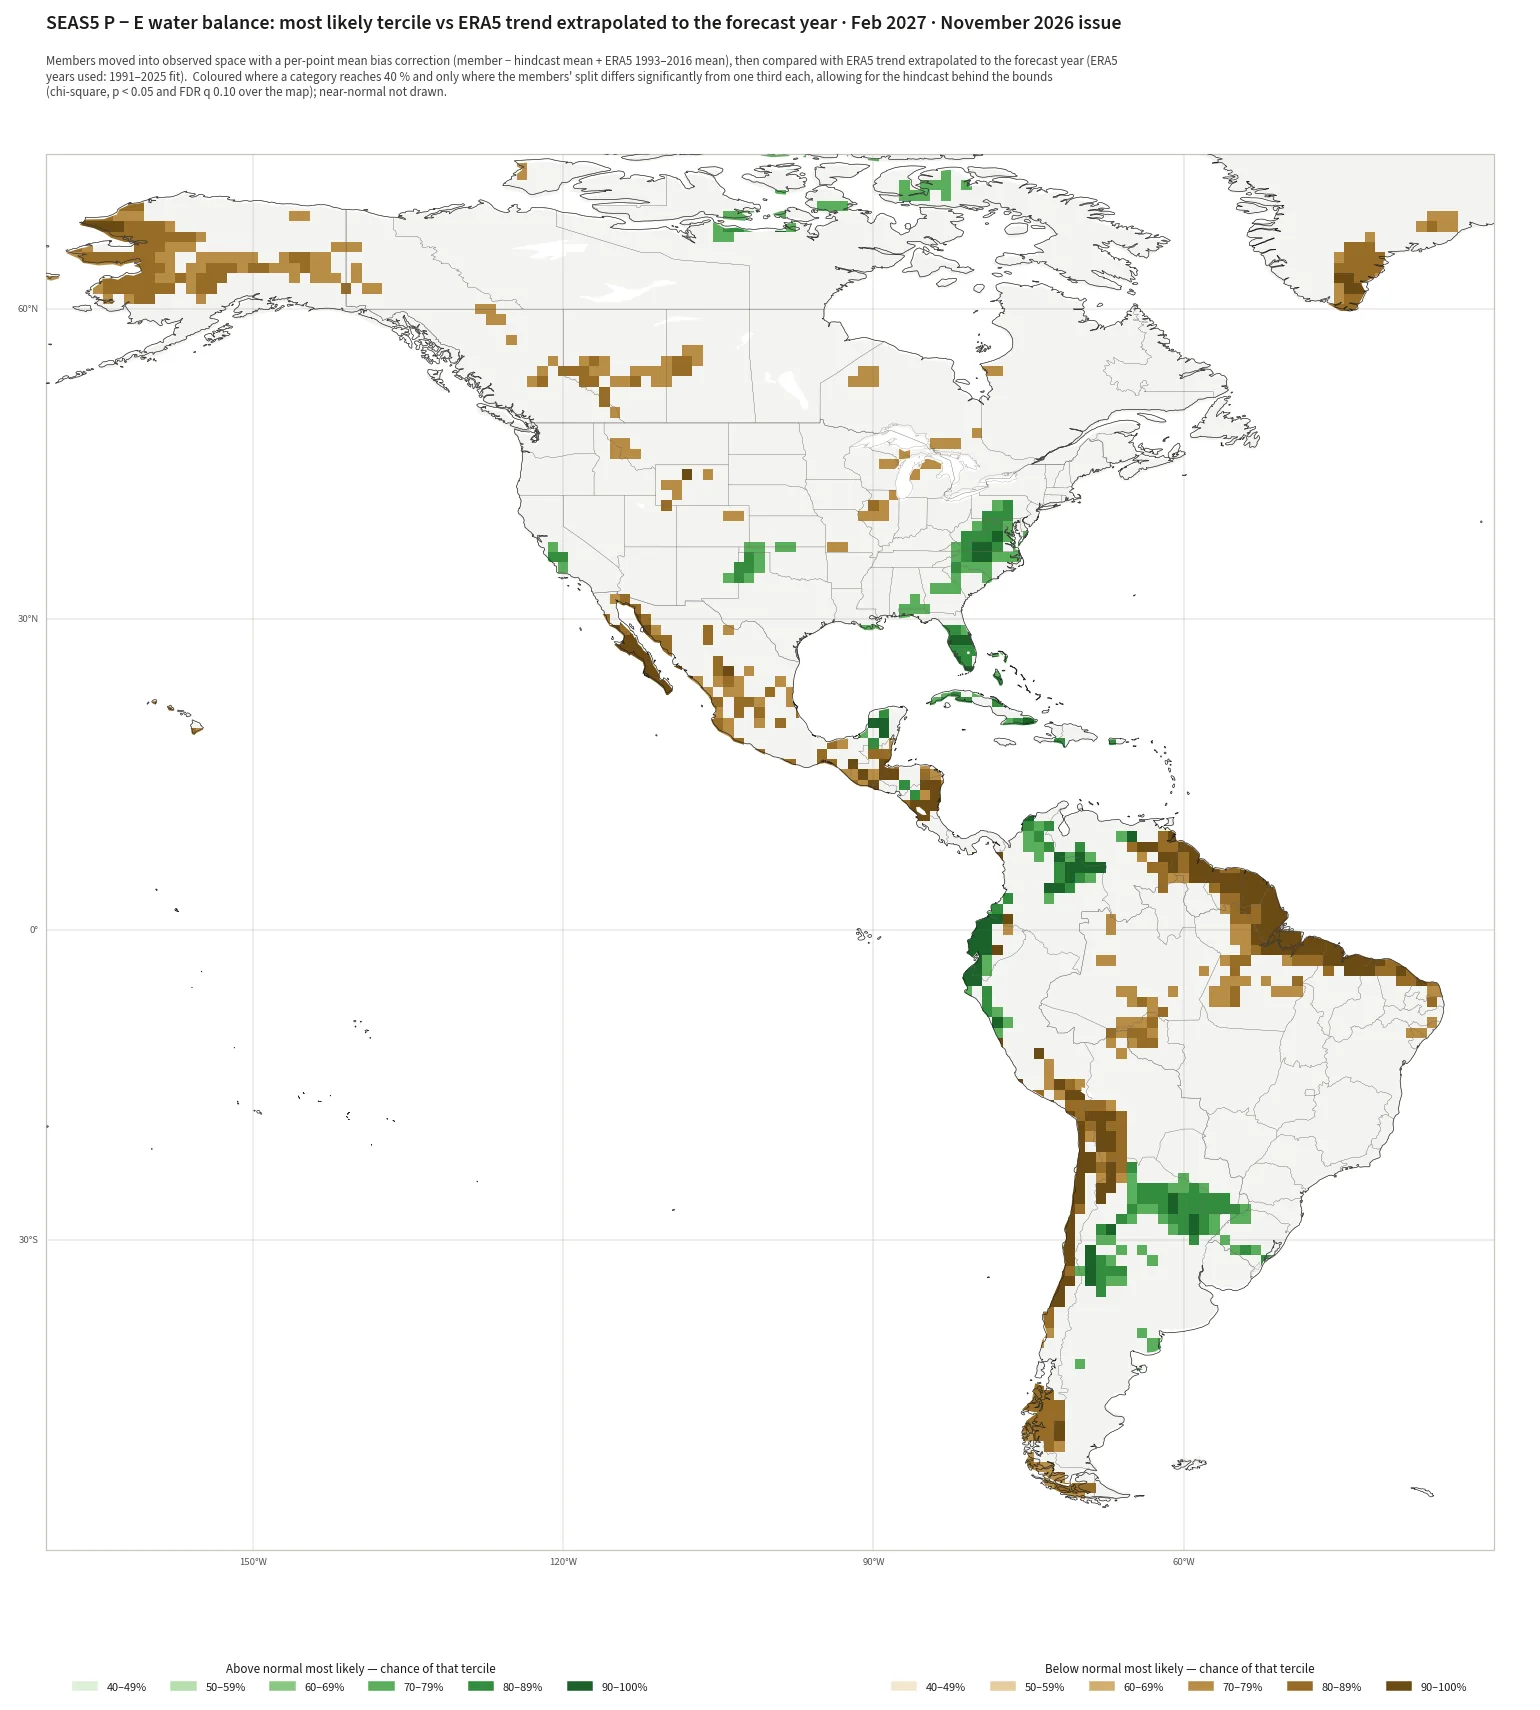 SEAS5 P − E water balance: most likely tercile vs ERA5 trend extrapolated to the forecast year · Feb 2027 · November 2026 issue
Members moved into observed space with a per-point mean bias correction (member − hindcast mean + ERA5 1993–2016 mean), then compared with ERA5 trend extrapolated to the forecast year (ERA5
years used: 1991–2025 fit).  Coloured where a category reaches 40 % and only where the members' split differs significantly from one third each, allowing for the hindcast behind the bounds
(chi-square, p < 0.05 and FDR q 0.10 over the map); near-normal not drawn.
60°N
30°N
0°
30°S
150°W 120°W 90°W 60°W
Above normal most likely — chance of that tercile
40–49% 50–59% 60–69% 70–79% 80–89% 90–100%
Below normal most likely — chance of that tercile
40–49% 50–59% 60–69% 70–79% 80–89% 90–100%